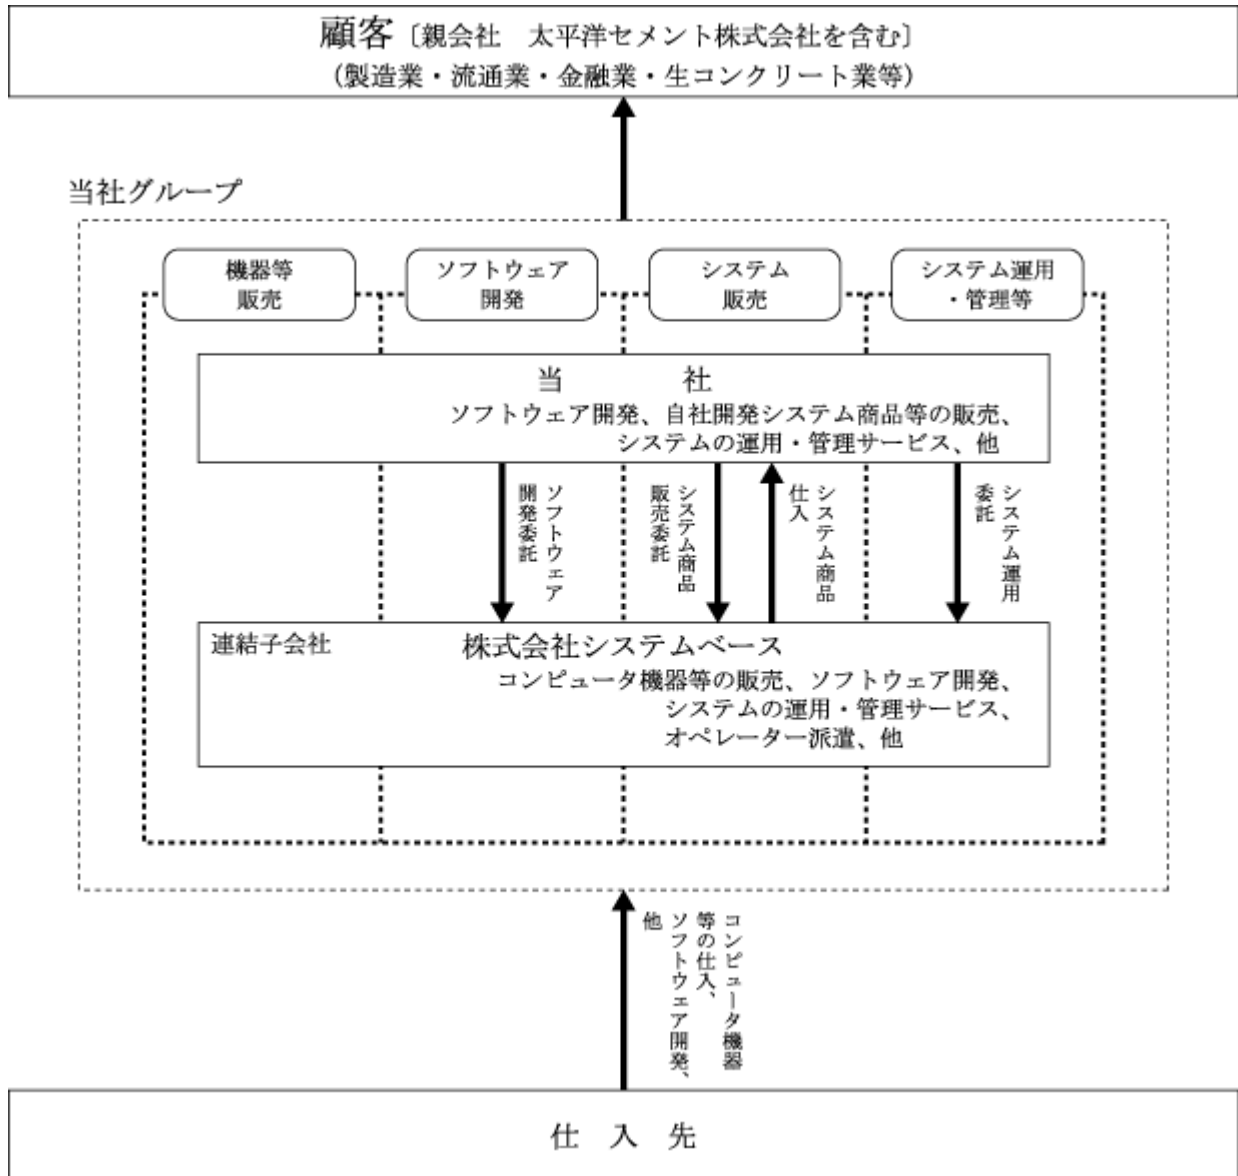 顧客〔親会社　太平洋セメント株式会社を含む〕
（製造業・流通業・金融業・生コンクリート業等）
当社グループ
機器等
販売
ソフトウェア
開発
システム
販売
システム運用
・管理等
当　社
ソフトウェア開発、自社開発システム商品等の販売、
システムの運用・管理サービス、他
ソフトウェア
開発委託
システム商品
販売委託
システム商品
仕入
システム運用
委託
連結子会社
株式会社システムベース
コンピュータ機器等の販売、ソフトウェア開発、
システムの運用・管理サービス、
オペレーター派遣、他
コンピュータ機器
等の仕入、
ソフトウェア開発、
他
仕　入　先